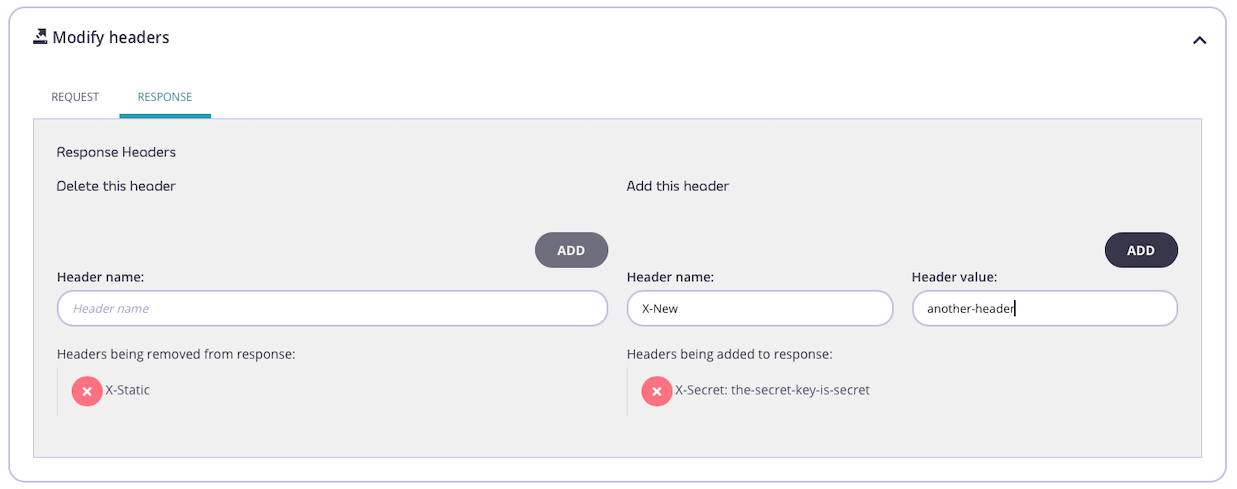 Modify headers
REQUEST RESPONSE
Response Headers
Delete this header Add this header
ADD ADD
Header name: Header name: Header value:
Header name X-New another-header
Headers being removed from response: Headers being added to response:
X-Static X-Secret: the-secret-key-is-secret